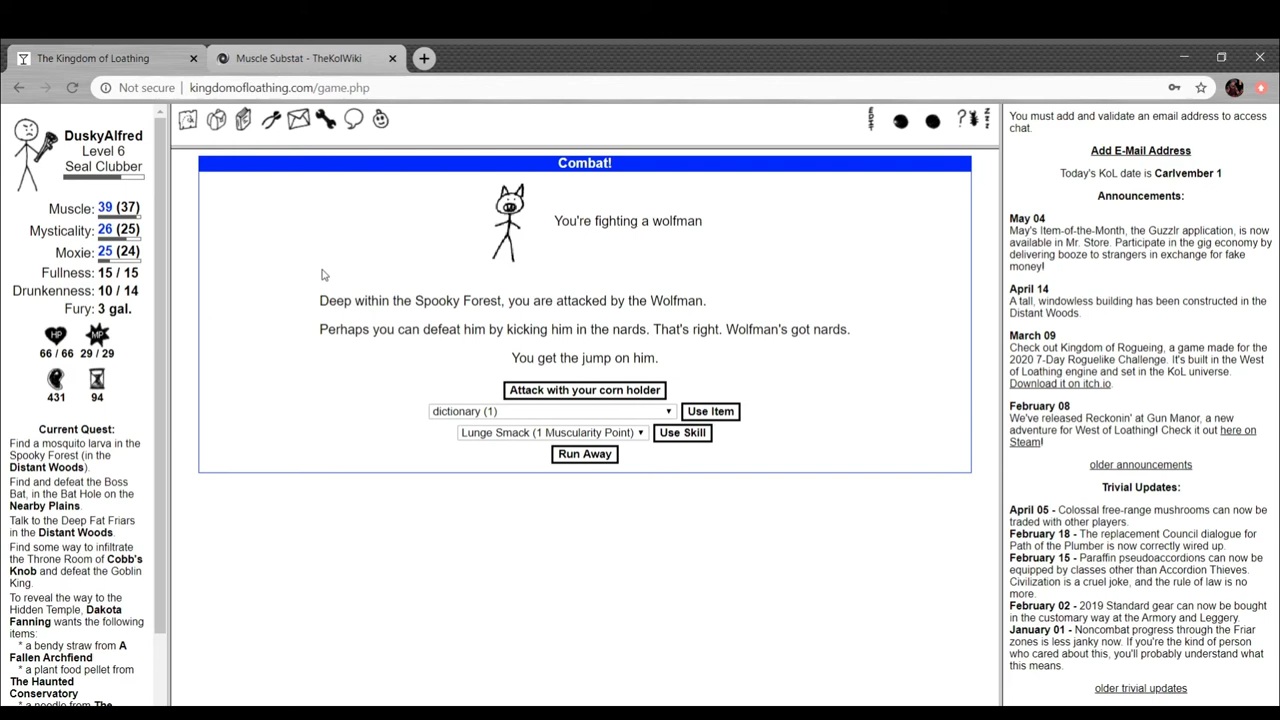 The Kingdom of Loathing
Muscle Substat - TheKolWiki
Not secure
kingdomofloathing.com/game.php
DuskyAlfred
Level 6
Seal Clubber
Muscle: 39 (37)
Mysticality: 26 (25)
Moxie: 25 (24)
Fullness: 15 / 15
Drunkenness: 10 / 14
Fury: 3 gal.
HP MP
66 / 66 29 / 29
431 94
Current Quest:
Find a mosquito larva in the
Spooky Forest (in the
Distant Woods).
Find and defeat the Boss
Bat, in the Bat Hole on the
Nearby Plains.
Talk to the Deep Fat Friars
in the Distant Woods.
Find some way to infiltrate
the Throne Room of Cobb's
Knob and defeat the Goblin
King.
To reveal the way to the
Hidden Temple, Dakota
Fanning wants the following
items:
* a bendy straw from A
Fallen Archfiend
* a plant food pellet from
The Haunted
Conservatory
* a needle from The
Combat!
You're fighting a wolfman
Deep within the Spooky Forest, you are attacked by the Wolfman.
Perhaps you can defeat him by kicking him in the nards. That's right. Wolfman's got nards.
You get the jump on him.
Attack with your corn holder
dictionary (1) Use Item
Lunge Smack (1 Muscularity Point) Use Skill
Run Away
You must add and validate an email address to access
chat.
Add E-Mail Address
Today's KoL date is Carlvember 1
Announcements:
May 04
May's Item-of-the-Month, the Guzzlr application, is now
available in Mr. Store. Participate in the gig economy by
delivering booze to strangers in exchange for fake
money!
April 14
A tall, windowless building has been constructed in the
Distant Woods.
March 09
Check out Kingdom of Rogueing, a game made for the
2020 7-Day Roguelike Challenge. It's built in the West
of Loathing engine and set in the KoL universe.
Download it on itch.io.
February 08
We've released Reckonin' at Gun Manor, a new
adventure for West of Loathing! Check it out here on
Steam!
older announcements
Trivial Updates:
April 05 - Colossal free-range mushrooms can now be
traded with other players.
February 18 - The replacement Council dialogue for
Path of the Plumber is now correctly wired up.
February 15 - Paraffin pseudoaccordions can now be
equipped by classes other than Accordion Thieves.
Civilization is a cruel joke, and the rule of law is no
more.
February 02 - 2019 Standard gear can now be bought
in the customary way at the Armory and Leggery.
January 01 - Noncombat progress through the Friar
zones is less janky now. If you're the kind of person
who cared about this, you'll probably understand what
this means.
older trivial updates